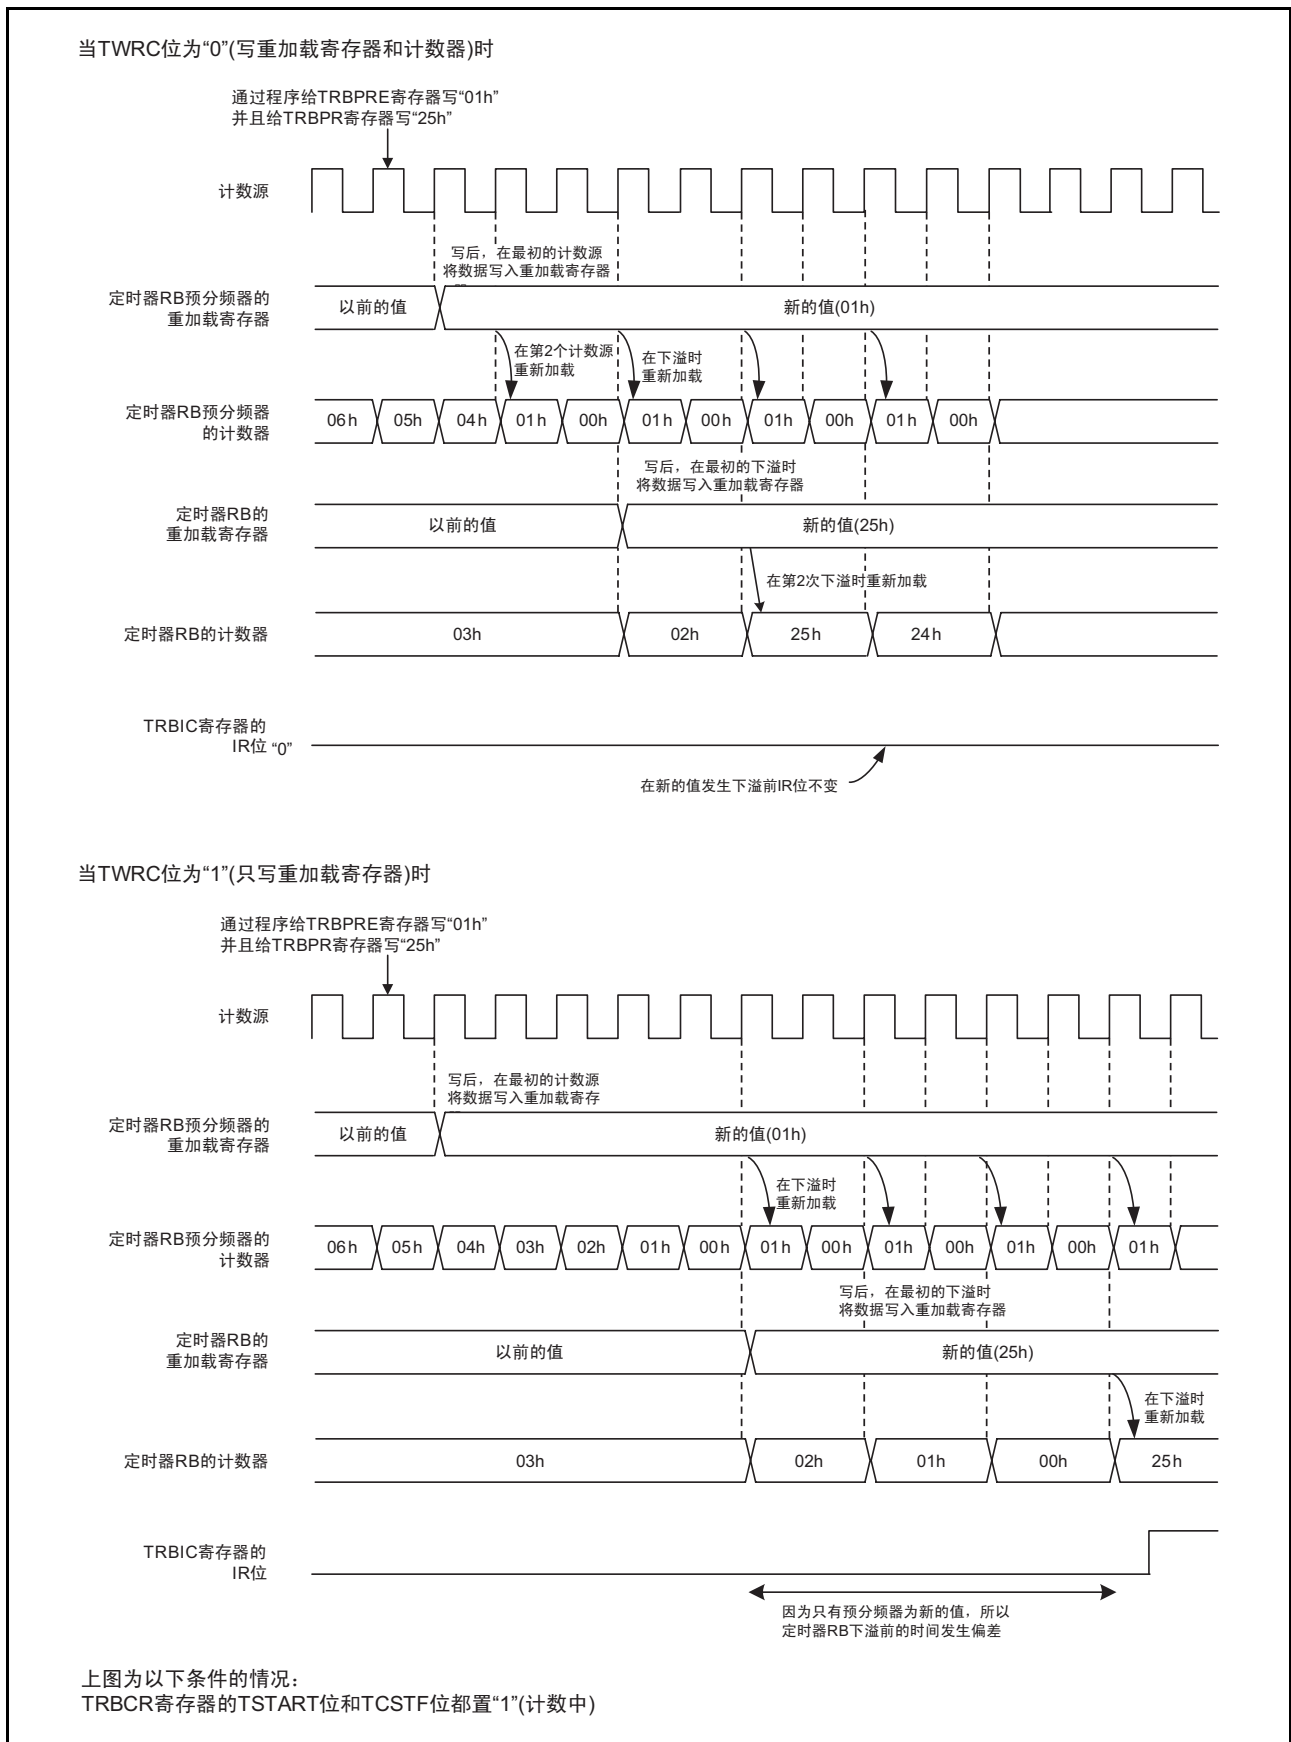 当TWRC位为“0”(写重加载寄存器和计数器)时
通过程序给TRBPRE寄存器写“01h”
并且给TRBPR寄存器写“25h”
计数源
写后，在最初的计数源
将数据写入重加载寄存器
定时器RB预分频器的
重加载寄存器
以前的值
新的值(01h)
在第2个计数源
重新加载
在下溢时
重新加载
定时器RB预分频器
的计数器
06h 05h 04h 01h 00h 01h 00h 01h 00h 01h 00h
写后，在最初的下溢时
将数据写入重加载寄存器
定时器RB的
重加载寄存器
以前的值
新的值(25h)
在第2次下溢时重新加载
定时器RB的计数器
03h 02h 25h 24h
TRBIC寄存器的
IR位 “0”
在新的值发生下溢前IR位不变
当TWRC位为“1”(只写重加载寄存器)时
通过程序给TRBPRE寄存器写“01h”
并且给TRBPR寄存器写“25h”
计数源
写后，在最初的计数源
将数据写入重加载寄存
定时器RB预分频器的
重加载寄存器
以前的值
新的值(01h)
在下溢时
重新加载
定时器RB预分频器的
计数器
06h 05h 04h 03h 02h 01h 00h 01h 00h 01h 00h 01h 00h 01h
写后，在最初的下溢时
将数据写入重加载寄存器
定时器RB的
重加载寄存器
以前的值
新的值(25h)
在下溢时
重新加载
定时器RB的计数器
03h 02h 01h 00h 25h
TRBIC寄存器的
IR位
因为只有预分频器为新的值，所以
定时器RB下溢前的时间发生偏差
上图为以下条件的情况：
TRBCR寄存器的TSTART位和TCSTF位都置“1”(计数中)